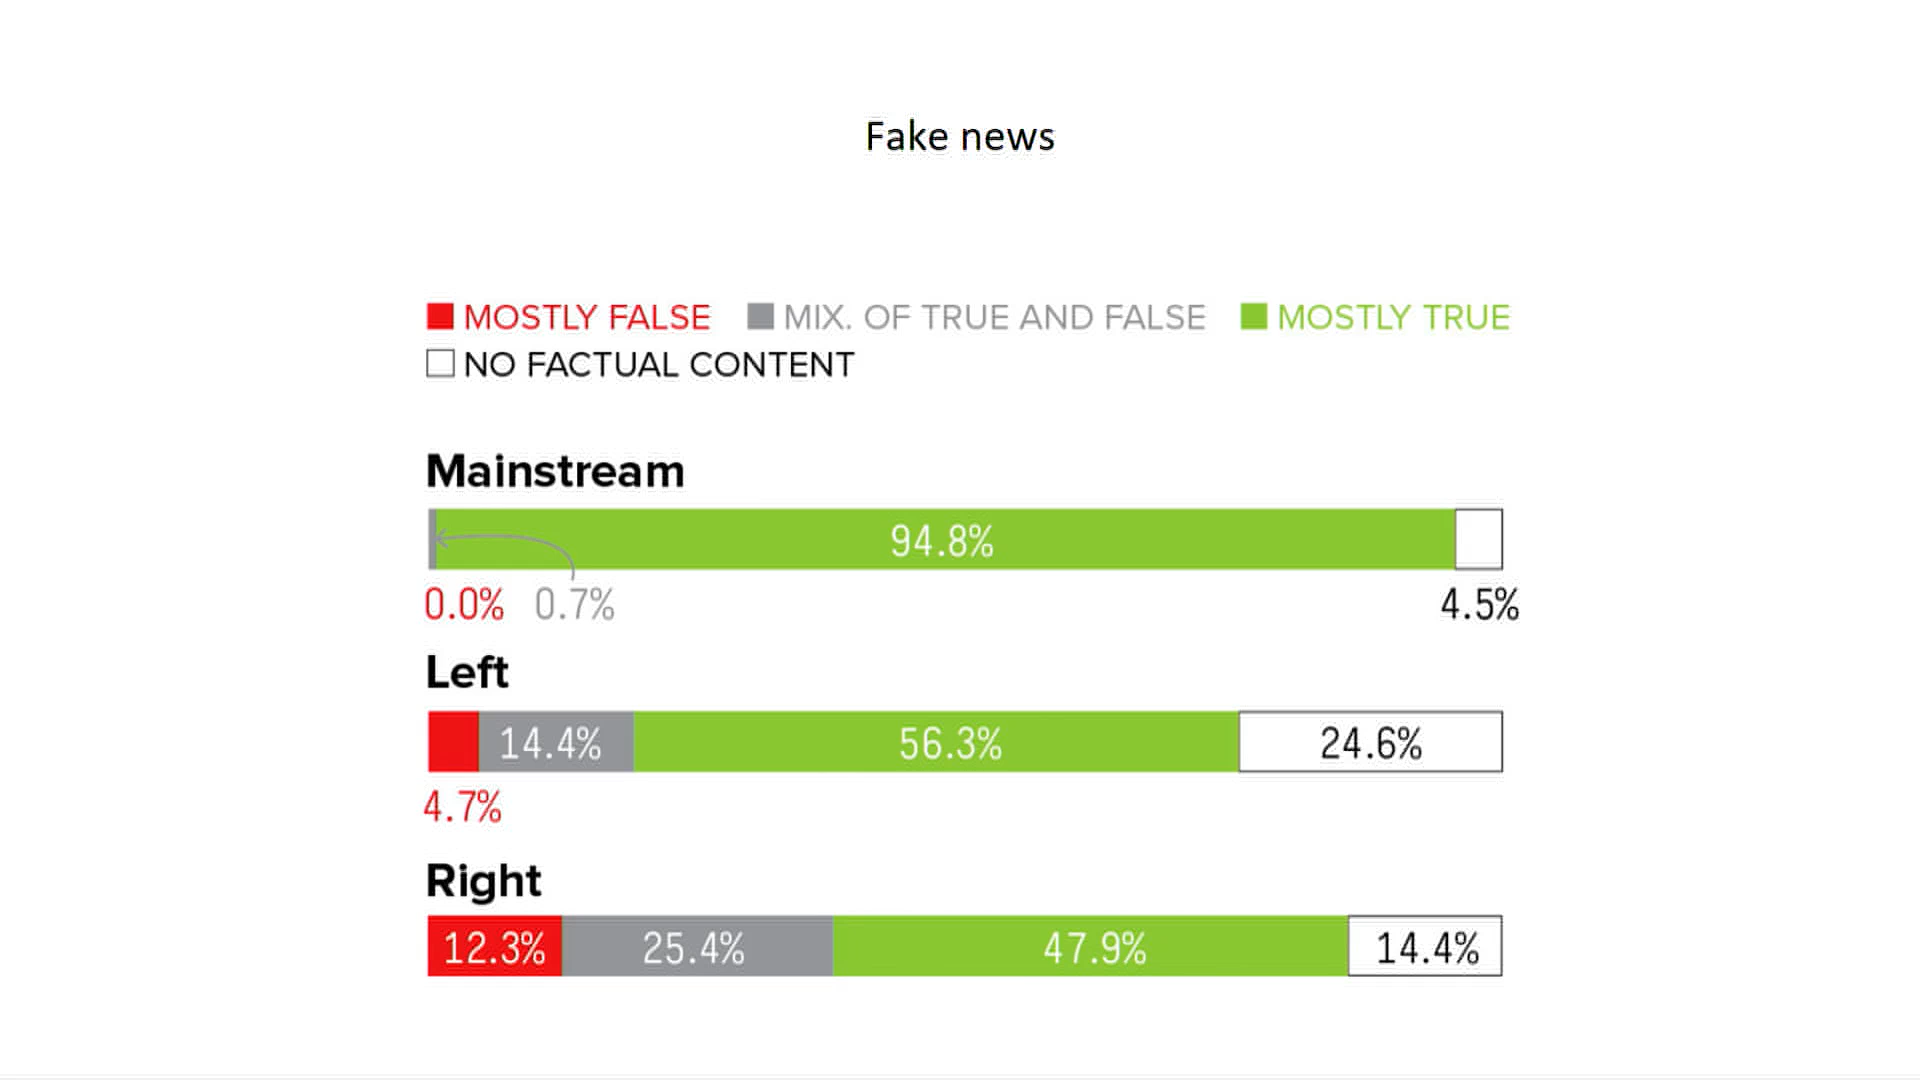 Fake news
MOSTLY FALSE MIX. OF TRUE AND FALSE MOSTLY TRUE
NO FACTUAL CONTENT
Mainstream
94.8%
0.0% 0.7% 4.5%
Left
14.4% 56.3% 24.6%
4.7%
Right
12.3% 25.4% 47.9% 14.4%